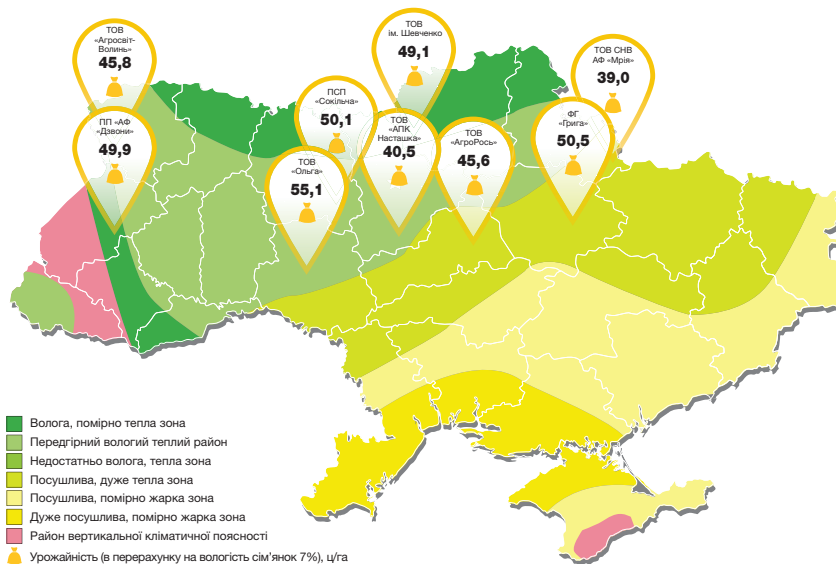 ТОВ
«Агросвіт-
Волинь»
45,8
ТОВ
ім. Шевченко
49,1
ТОВ СНВ
АФ «Мрія»
39,0
ПП «АФ
«Дзвони»
49,9
ПСП
«Сокільча»
50,1
ТОВ
«АПК
Насташка»
40,5
ТОВ
«АгроРось»
45,6
ФГ
«Грига»
50,5
ТОВ
«Ольга»
55,1
Волога, помірно тепла зона
Передгірний вологий теплий район
Недостатньо волога, тепла зона
Посушлива, дуже тепла зона
Посушлива, помірно жарка зона
Дуже посушлива, помірно жарка зона
Район вертикальної кліматичної поясності
Урожайність (в перерахунку на вологість сім’янок 7%), ц/га